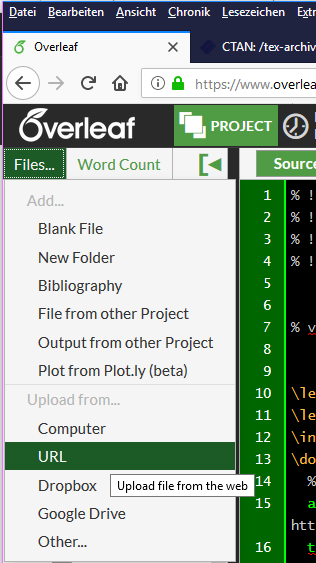 Datei Bearbeiten Ansicht Chronik Lesezeichen Extr
Overleaf × CTAN: /tex-archiv
https://www.overlea
Overleaf PROJECT
Files... Word Count Source
Add...
Blank File
New Folder
Bibliography
File from other Project
Output from other Project
Plot from Plot.ly (beta)
Upload from...
Computer
URL
Dropbox
Upload file from the web
Google Drive
Other...
1 % !
2 % !
3 % !
4 % !
5
6
7 % v
8
9
10 \le
11 \le
12 \in
13 \do
14 %
15 a
htt
16 t